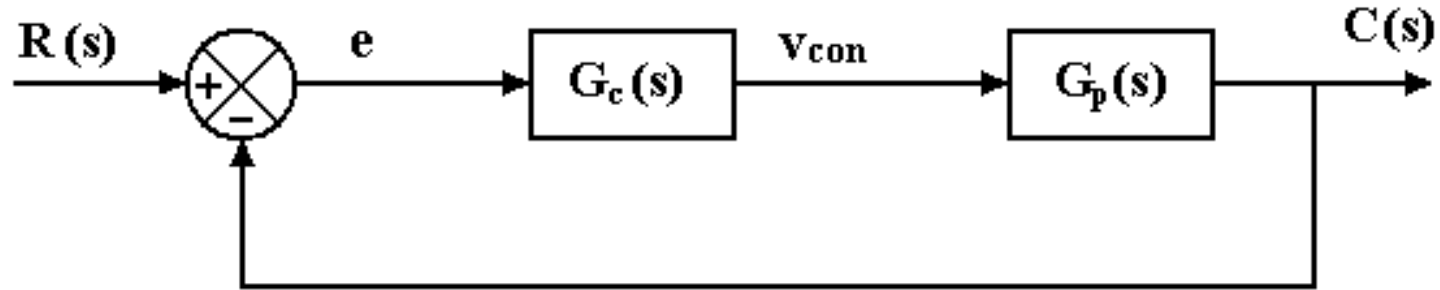 R(s)
e
G_c(s)
v_con
G_p(s)
C(s)
+
−